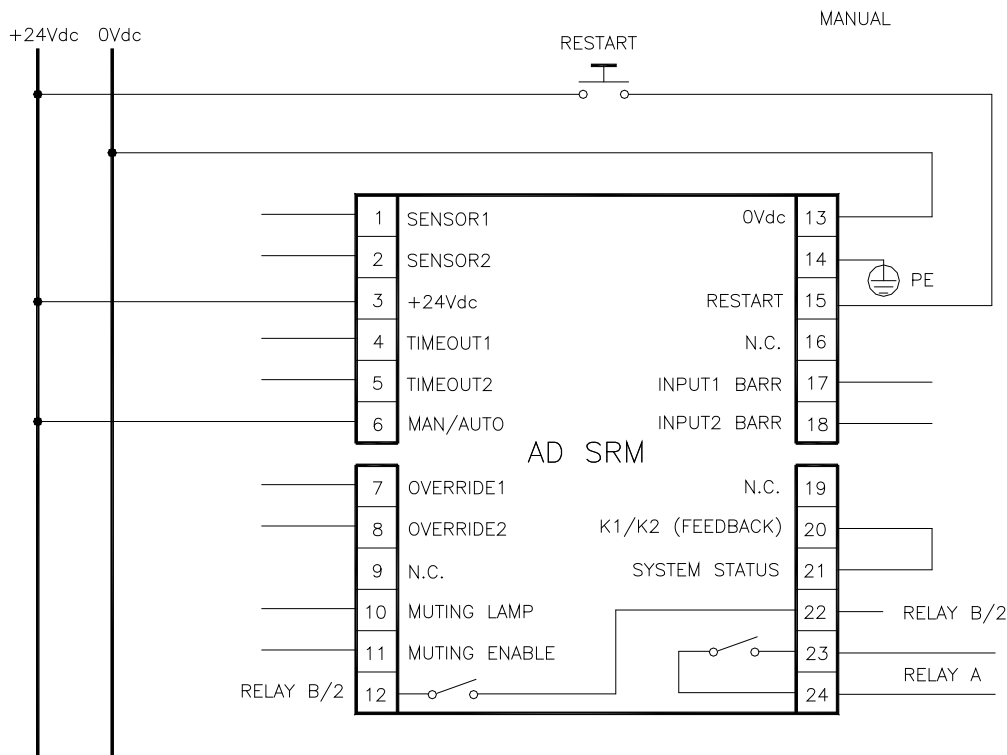 MANUAL
+24Vdc 0Vdc
RESTART
1 SENSOR1
2 SENSOR2
3 +24Vdc
4 TIMEOUT1
5 TIMEOUT2
6 MAN/AUTO
0Vdc 13
14 PE
RESTART 15
N.C. 16
INPUT1 BARR 17
INPUT2 BARR 18
AD SRM
7 OVERRIDE1
8 OVERRIDE2
9 N.C.
10 MUTING LAMP
11 MUTING ENABLE
RELAY B/2 12
N.C. 19
K1/K2 (FEEDBACK) 20
SYSTEM STATUS 21
22 RELAY B/2
23
RELAY A
24